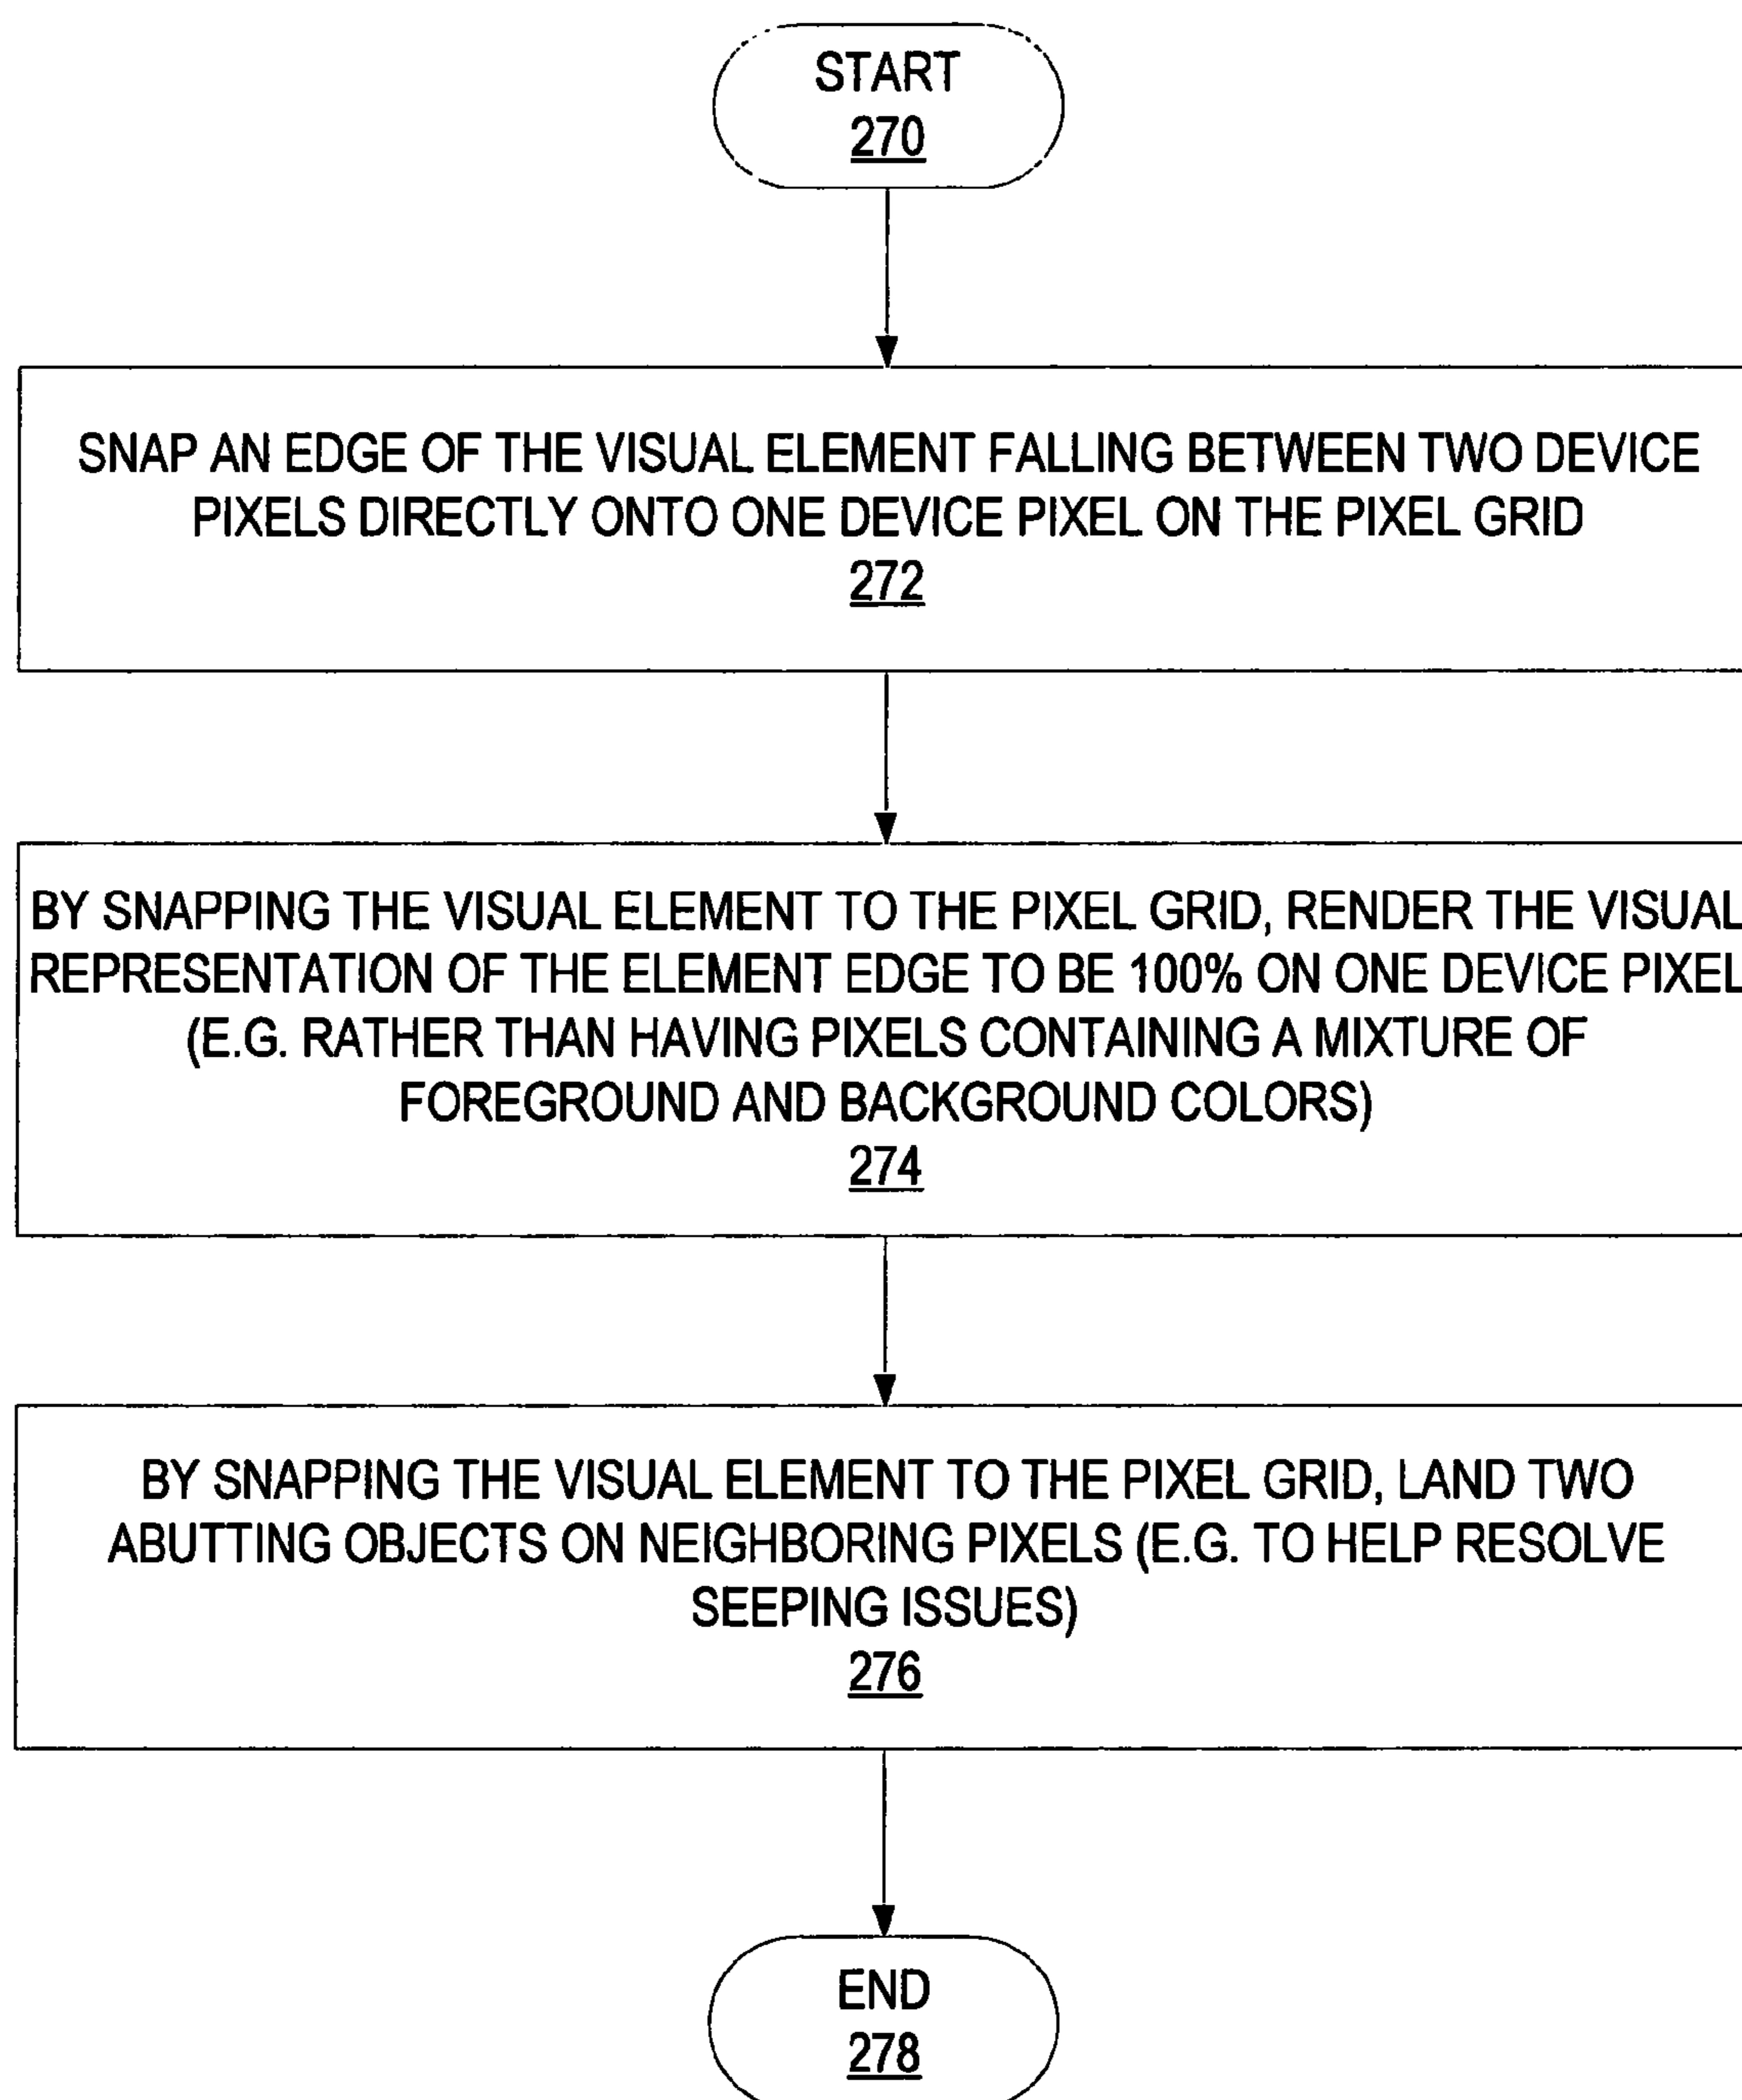 START
270
SNAP AN EDGE OF THE VISUAL ELEMENT FALLING BETWEEN TWO DEVICE
PIXELS DIRECTLY ONTO ONE DEVICE PIXEL ON THE PIXEL GRID
272
BY SNAPPING THE VISUAL ELEMENT TO THE PIXEL GRID, RENDER THE VISUAL
REPRESENTATION OF THE ELEMENT EDGE TO BE 100% ON ONE DEVICE PIXEL
(E.G. RATHER THAN HAVING PIXELS CONTAINING A MIXTURE OF
FOREGROUND AND BACKGROUND COLORS)
274
BY SNAPPING THE VISUAL ELEMENT TO THE PIXEL GRID, LAND TWO
ABUTTING OBJECTS ON NEIGHBORING PIXELS (E.G. TO HELP RESOLVE
SEEPING ISSUES)
276
END
278